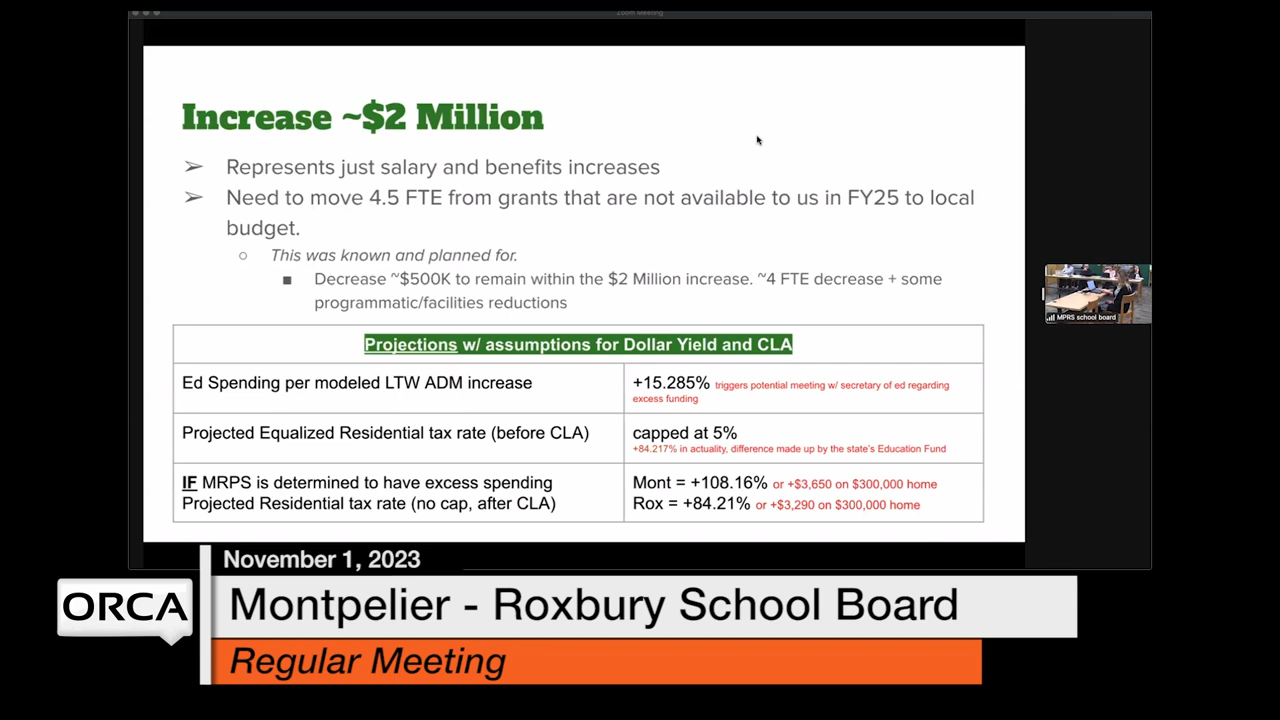 Zoom Meeting
Increase ~$2 Million
➢ Represents just salary and benefits increases
➢ Need to move 4.5 FTE from grants that are not available to us in FY25 to local
budget.
○ This was known and planned for.
■ Decrease ~$500K to remain within the $2 Million increase. ~4 FTE decrease + some
programmatic/facilities reductions
Projections w/ assumptions for Dollar Yield and CLA
Ed Spending per modeled LTW ADM increase
+15.285% triggers potential meeting w/ secretary of ed regarding
excess funding
Projected Equalized Residential tax rate (before CLA)
capped at 5%
+84.217% in actuality, difference made up by the state's Education Fund
IF MRPS is determined to have excess spending
Projected Residential tax rate (no cap, after CLA)
Mont = +108.16% or +$3,650 on $300,000 home
Rox = +84.21% or +$3,290 on $300,000 home
MPRS school board
November 1, 2023
ORCA
Montpelier - Roxbury School Board
Regular Meeting